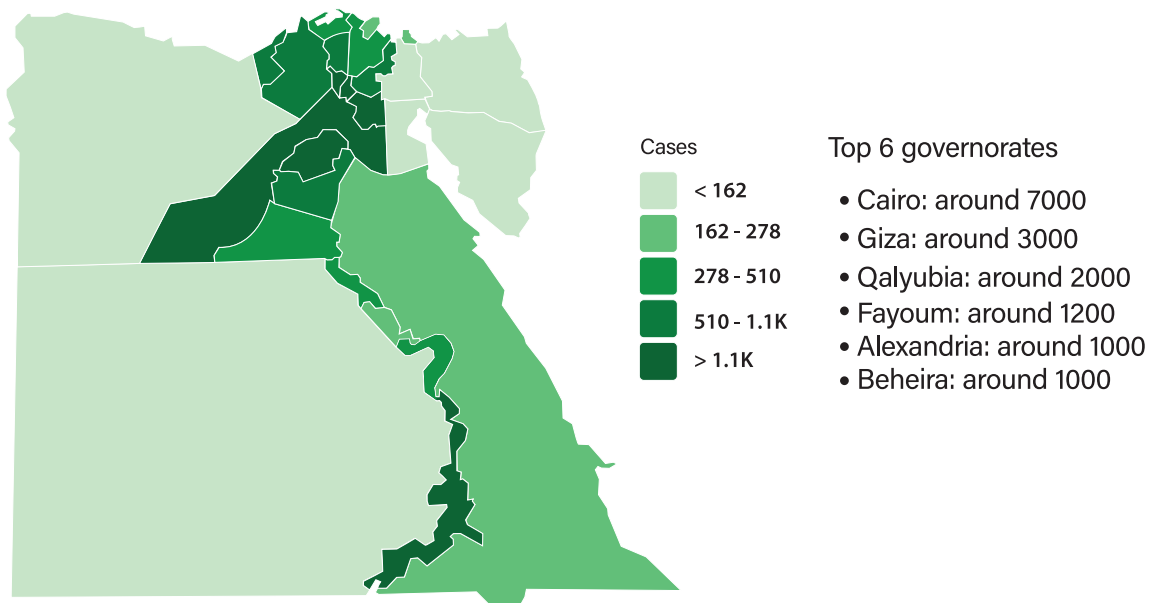 Cases
< 162
162 - 278
278 - 510
510 - 1.1K
> 1.1K
Top 6 governorates
• Cairo: around 7000
• Giza: around 3000
• Qalyubia: around 2000
• Fayoum: around 1200
• Alexandria: around 1000
• Beheira: around 1000